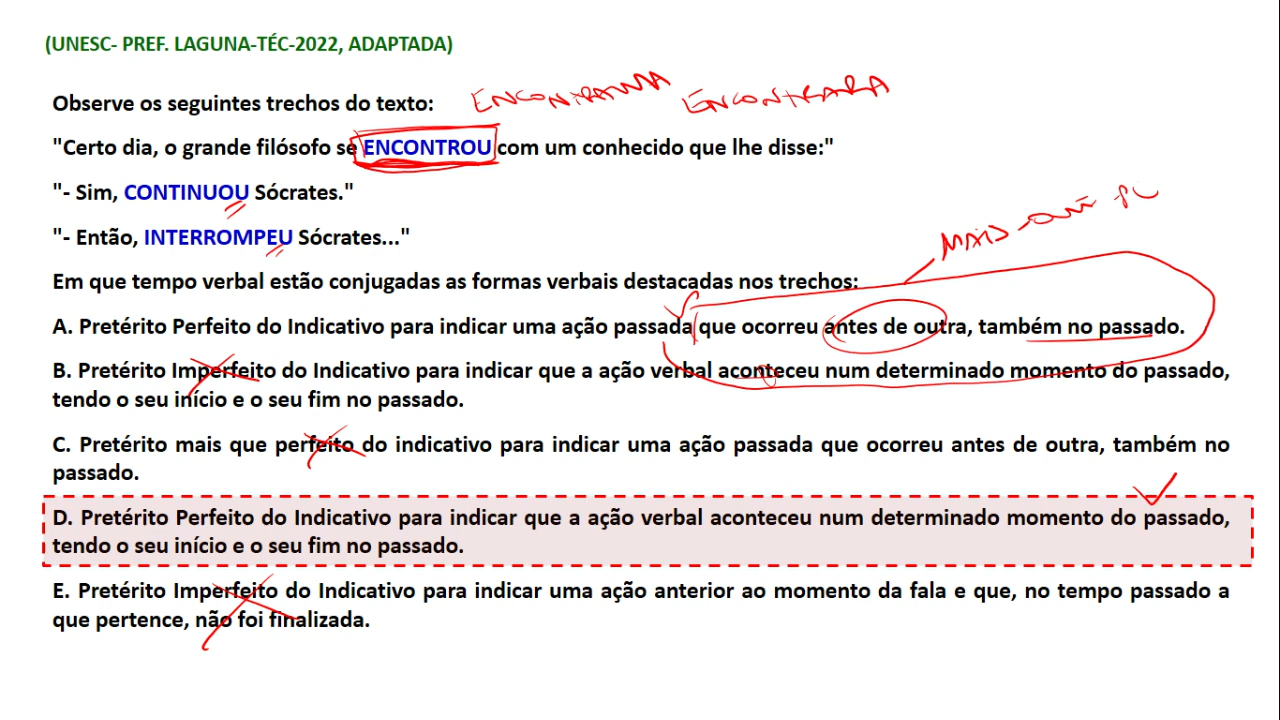 (UNESC- PREF. LAGUNA-TÉC-2022, ADAPTADA)
ENCONTRAVA ENCONTRARA
Observe os seguintes trechos do texto:
"Certo dia, o grande filósofo se ENCONTROU com um conhecido que lhe disse:"
"- Sim, CONTINUOU Sócrates."
"- Então, INTERROMPEU Sócrates..."
MAIS-QUE
Em que tempo verbal estão conjugadas as formas verbais destacadas nos trechos:
A. Pretérito Perfeito do Indicativo para indicar uma ação passada que ocorreu antes de outra, também no passado.
B. Pretérito Imperfeito do Indicativo para indicar que a ação verbal aconteceu num determinado momento do passado,
tendo o seu início e o seu fim no passado.
C. Pretérito mais que perfeito do indicativo para indicar uma ação passada que ocorreu antes de outra, também no
passado.
D. Pretérito Perfeito do Indicativo para indicar que a ação verbal aconteceu num determinado momento do passado,
tendo o seu início e o seu fim no passado.
E. Pretérito Imperfeito do Indicativo para indicar uma ação anterior ao momento da fala e que, no tempo passado a
que pertence, não foi finalizada.